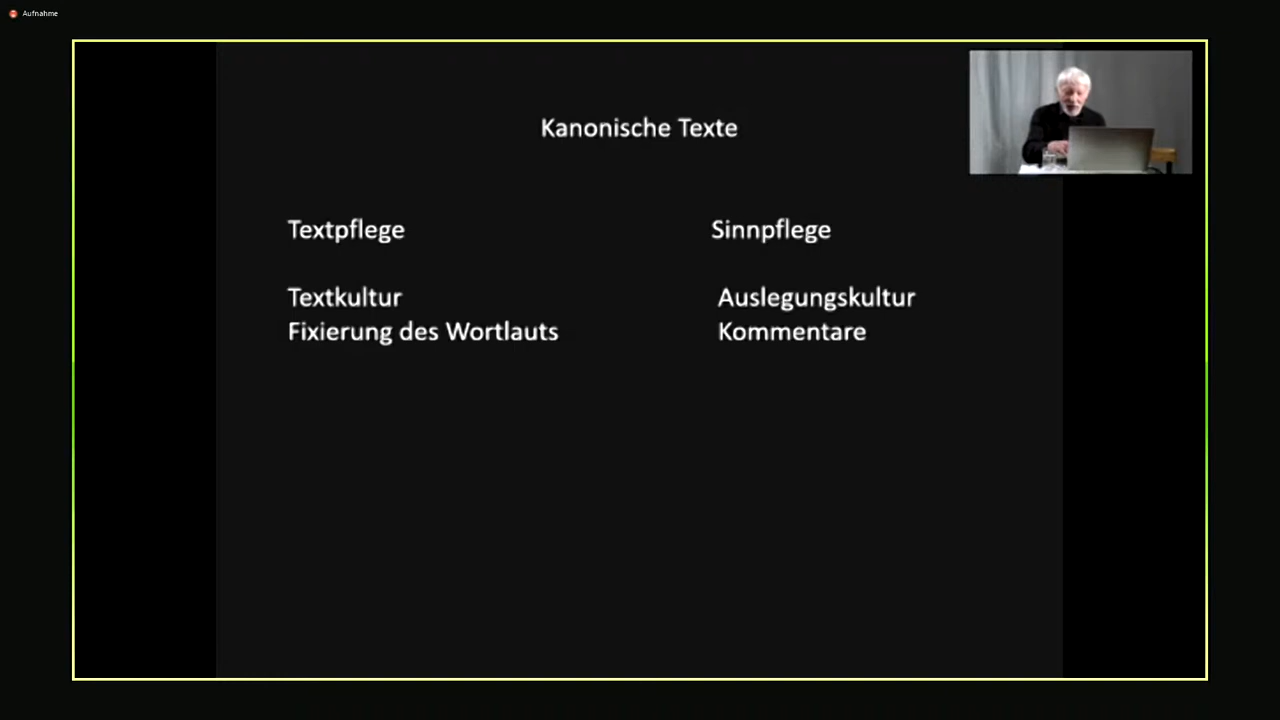 Aufnahme
Kanonische Texte
Textpflege
Sinnpflege
Textkultur
Auslegungskultur
Fixierung des Wortlauts
Kommentare